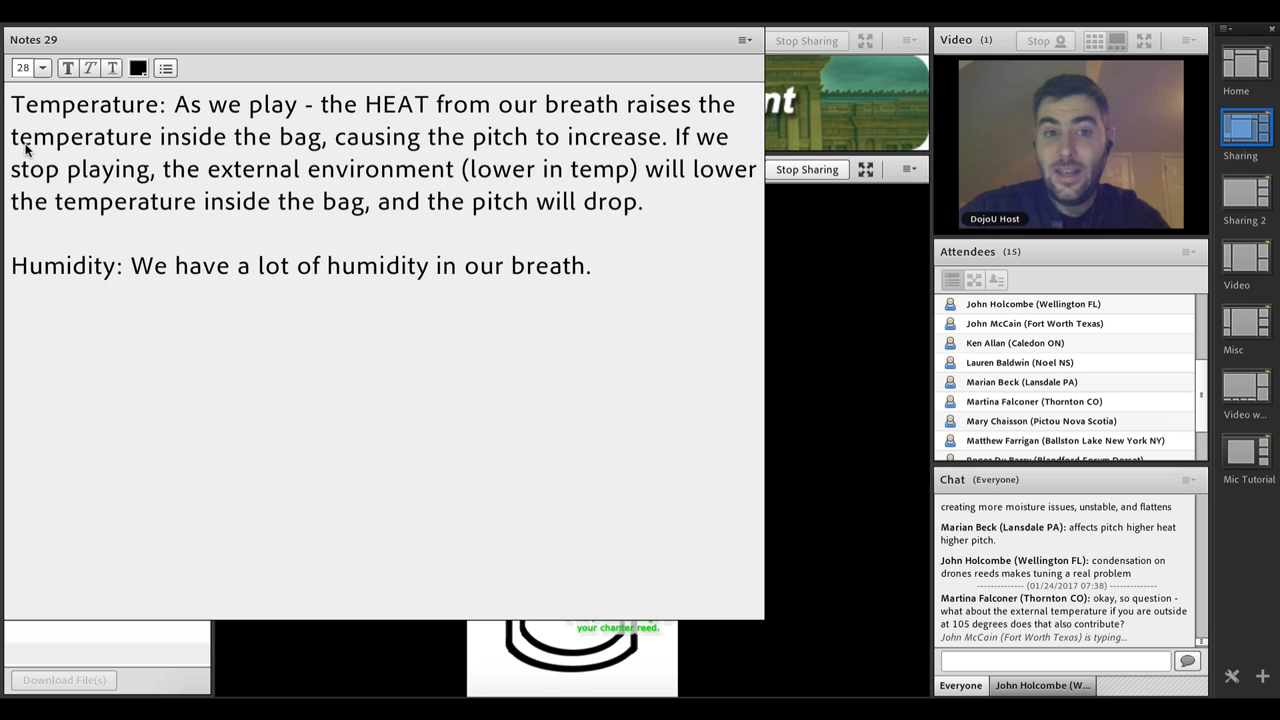 Notes 29
28
T T T
Temperature: As we play - the HEAT from our breath raises the
temperature inside the bag, causing the pitch to increase. If we
stop playing, the external environment (lower in temp) will lower
the temperature inside the bag, and the pitch will drop.
Humidity: We have a lot of humidity in our breath.
your chanter reed.
Download File(s)
Stop Sharing
nt
Stop Sharing
Video (1)
Stop
DojoU Host
Attendees (15)
John Holcombe (Wellington FL)
John McCain (Fort Worth Texas)
Ken Allan (Caledon ON)
Lauren Baldwin (Noel NS)
Marian Beck (Lansdale PA)
Martina Falconer (Thornton CO)
Mary Chaisson (Pictou Nova Scotia)
Matthew Farrigan (Ballston Lake New York NY)
Roger Du Barry (Blandford Forum Dorset)
Chat (Everyone)
creating more moisture issues, unstable, and flattens
Marian Beck (Lansdale PA): affects pitch higher heat
higher pitch.
John Holcombe (Wellington FL): condensation on
drones reeds makes tuning a real problem
------------- (01/24/2017 07:38) -------------
Martina Falconer (Thornton CO): okay, so question -
what about the external temperature if you are outside
at 105 degrees does that also contribute?
John McCain (Fort Worth Texas) is typing...
Everyone
John Holcombe (W...
Home
Sharing
Sharing 2
Video
Misc
Video w...
Mic Tutorial